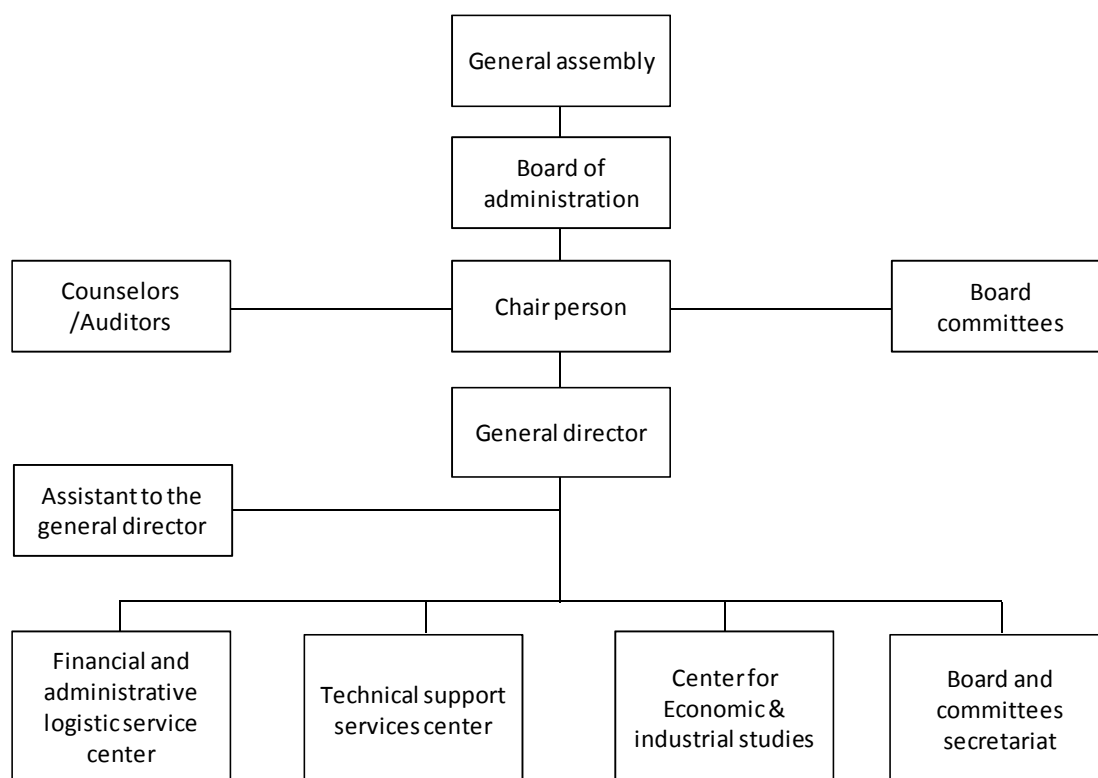 General assembly
Board of
administration
Counselors
/Auditors
Chair person
Board
committees
General director
Assistant to the
general director
Financial and
administrative
logistic service
center
Technical support
services center
Center for
Economic &
industrial studies
Board and
committees
secretariat